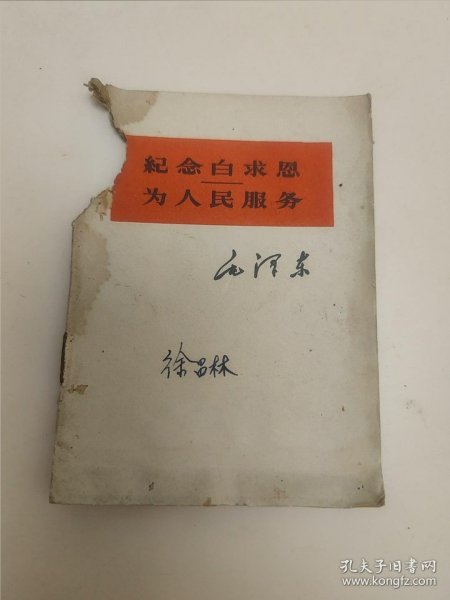 紀念白求恩
为人民服务
毛泽东
徐昌林
孔夫子旧书网
www.kongfz.com